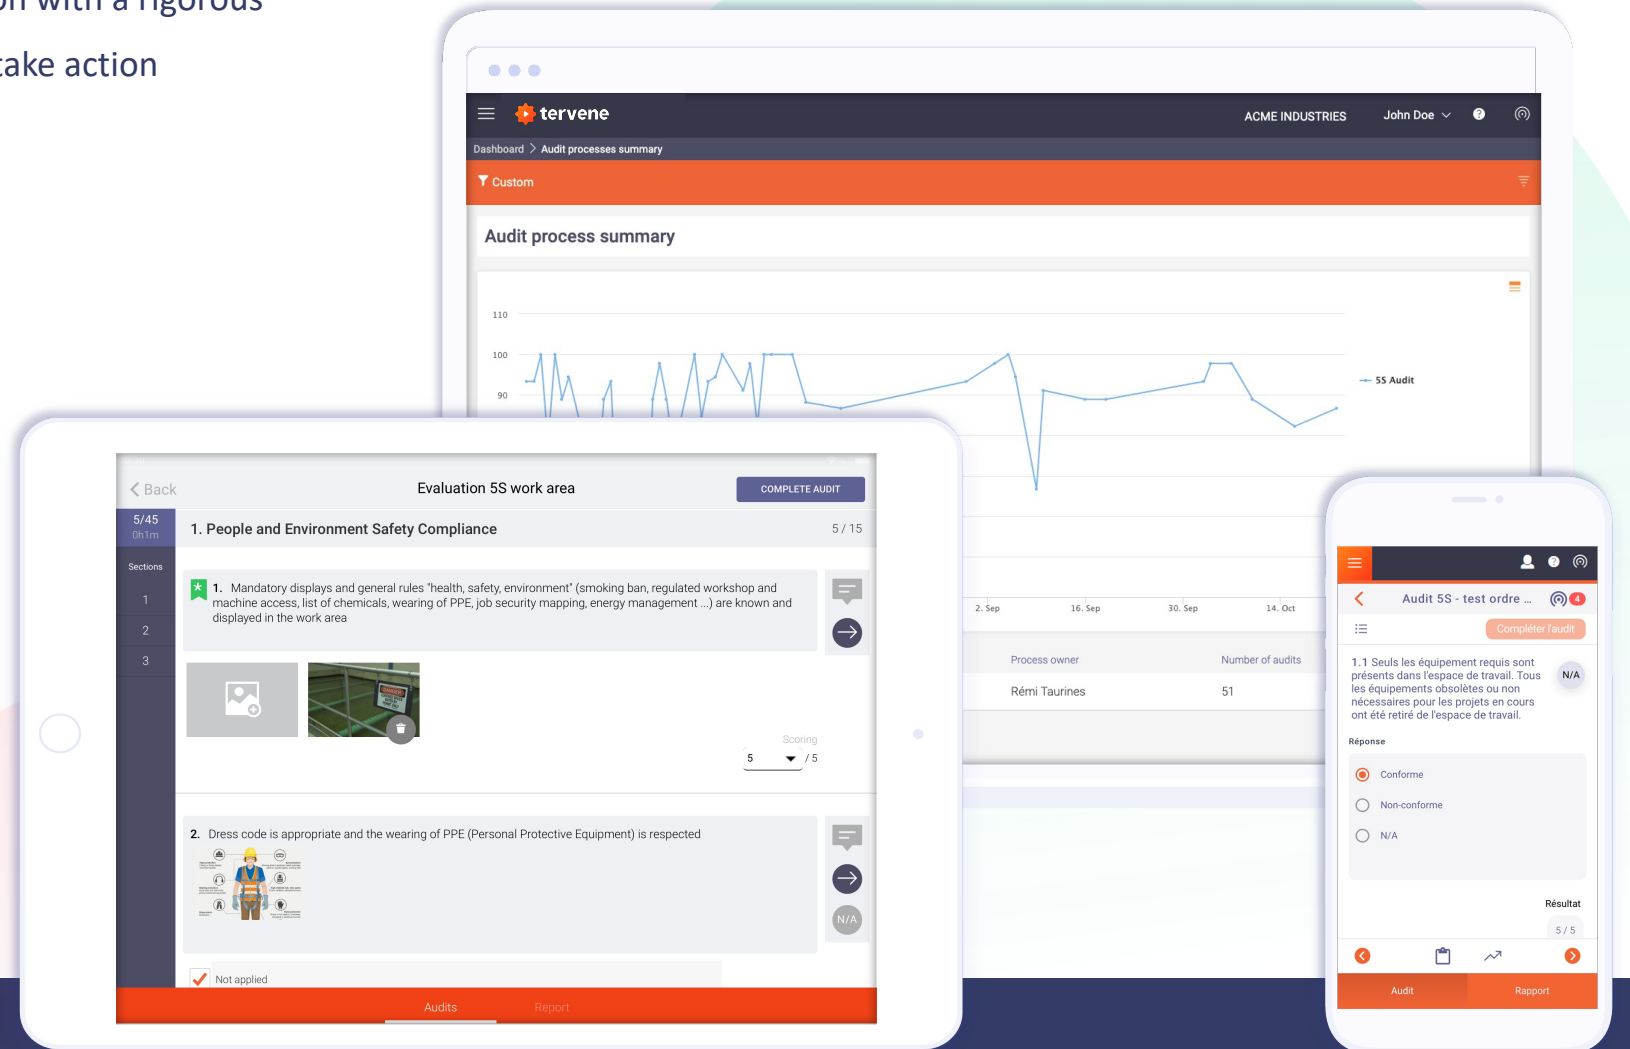 on with a rigorous
take action
tervene
ACME INDUSTRIES
John Doe
?
Dashboard > Audit processes summary
Custom
Audit process summary
110
100
90
5S Audit
2. Sep
16. Sep
30. Sep
14. Oct
Process owner
Number of audits
Rémi Taurines
51
Back
Evaluation 5S work area
COMPLETE AUDIT
5/45
0h1m
1. People and Environment Safety Compliance
5 / 15
Sections
1
2
3
1. Mandatory displays and general rules "health, safety, environment" (smoking ban, regulated workshop and
machine access, list of chemicals, wearing of PPE, job security mapping, energy management ...) are known and
displayed in the work area
DANGER
Scoring
5 / 5
2. Dress code is appropriate and the wearing of PPE (Personal Protective Equipment) is respected
N/A
Not applied
Audits
Report
?
Audit 5S - test ordre ...
4
Compléter l'audit
1.1 Seuls les équipement requis sont
présents dans l'espace de travail. Tous
les équipements obsolètes ou non
nécessaires pour les projets en cours
ont été retiré de l'espace de travail.
N/A
Réponse
Conforme
Non-conforme
N/A
Résultat
5 / 5
Audit
Rapport